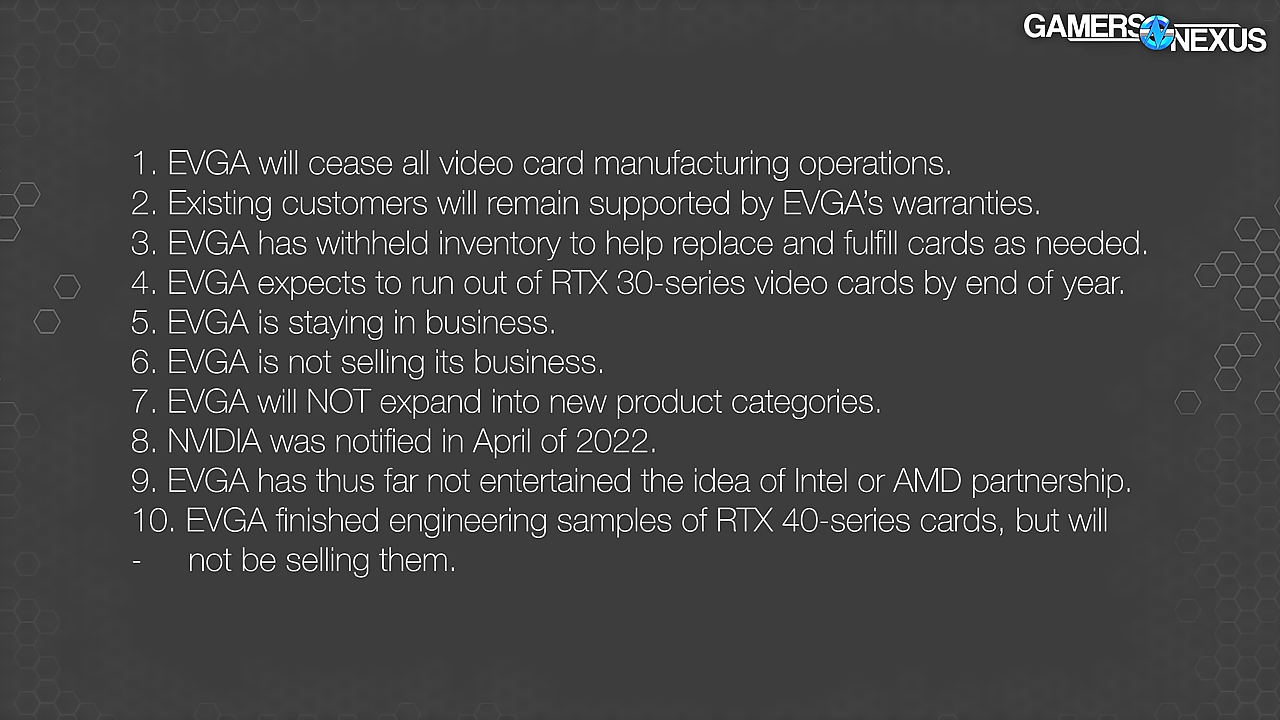 GAMERS NEXUS
1. EVGA will cease all video card manufacturing operations.
2. Existing customers will remain supported by EVGA’s warranties.
3. EVGA has withheld inventory to help replace and fulfill cards as needed.
4. EVGA expects to run out of RTX 30-series video cards by end of year.
5. EVGA is staying in business.
6. EVGA is not selling its business.
7. EVGA will NOT expand into new product categories.
8. NVIDIA was notified in April of 2022.
9. EVGA has thus far not entertained the idea of Intel or AMD partnership.
10. EVGA finished engineering samples of RTX 40-series cards, but will
- not be selling them.